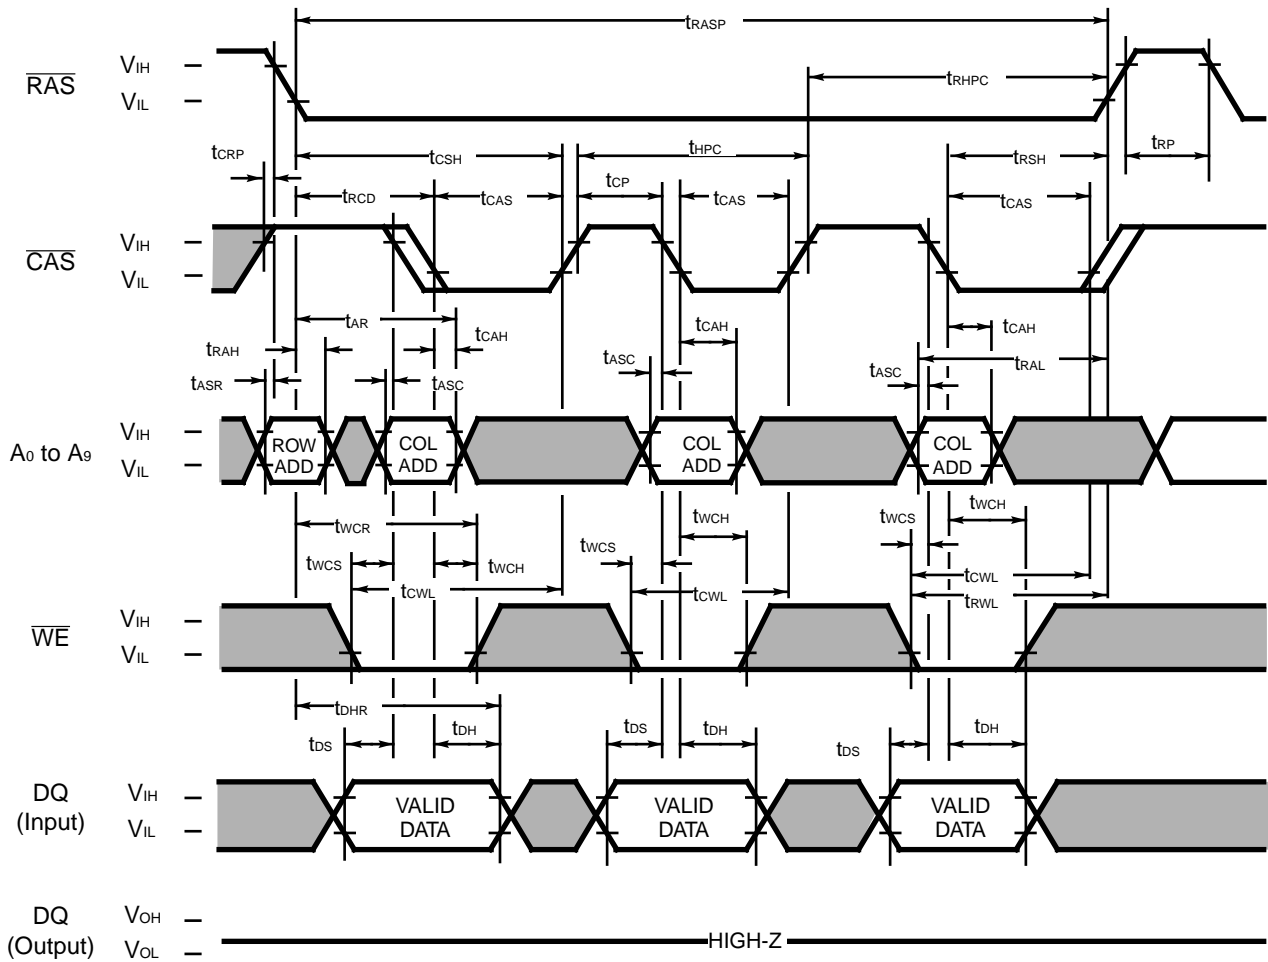 tRASP
RAS
VIH
VIL
tRHPC
tCRP
tCSH
tHPC
tRSH
tRP
tRCD
tCAS
tCP
tCAS
tCAS
CAS
VIH
VIL
tAR
tCAH
tCAH
tCAH
tRAH
tASC
tRAL
tASR
tASC
tASC
A0 to A9
VIH
VIL
ROW ADD
COL ADD
COL ADD
COL ADD
tWCR
tWCH
tWCS
tWCH
tWCS
tWCH
tWCS
tCWL
tCWL
tCWL
tRWL
WE
VIH
VIL
tDHR
tDS
tDH
tDS
tDH
tDS
tDH
DQ
(Input)
VIH
VIL
VALID DATA
VALID DATA
VALID DATA
DQ
(Output)
VOH
VOL
HIGH-Z